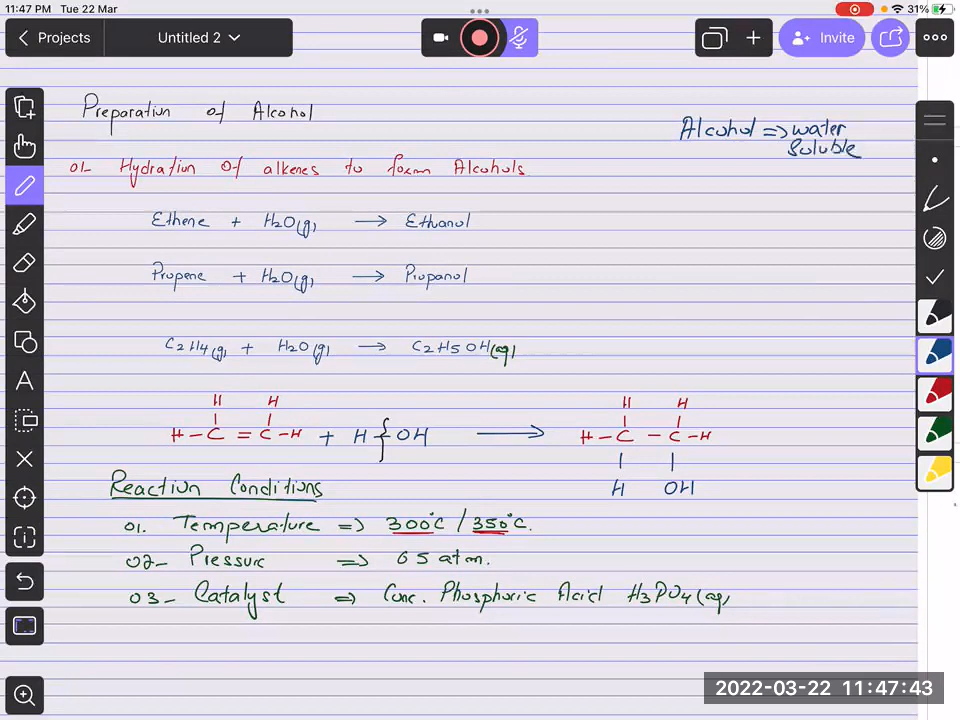 11:47 PM Tue 22 Mar 31%
Projects Untitled 2 Invite
Preparation of Alcohol
Alcohol => water
Soluble
01- Hydration Of alkenes to form Alcohols
Ethene + H2O(g) → Ethanol
Propene + H2O(g) → Propanol
C2H4(g) + H2O(g) → C2H5OH(aq)
H H H H
H - C = C - H + H OH → H - C - C - H
H OH
Reaction Conditions
01. Temperature => 300°C / 350°C.
02- Pressure => 65 atm.
03- Catalyst => Conc. Phosphoric Acid H3PO4(aq)
A
2022-03-22 11:47:43